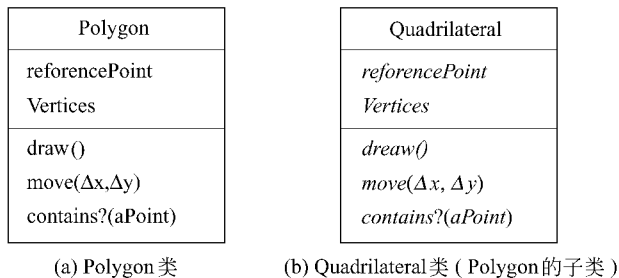 Polygon
reforencePoint
Vertices
draw()
move(Δx,Δy)
contains?(aPoint)
(a) Polygon类
Quadrilateral
reforencePoint
Vertices
dreaw()
move(Δx, Δy)
contains?(aPoint)
(b) Quadrilateral类 ( Polygon的子类 )